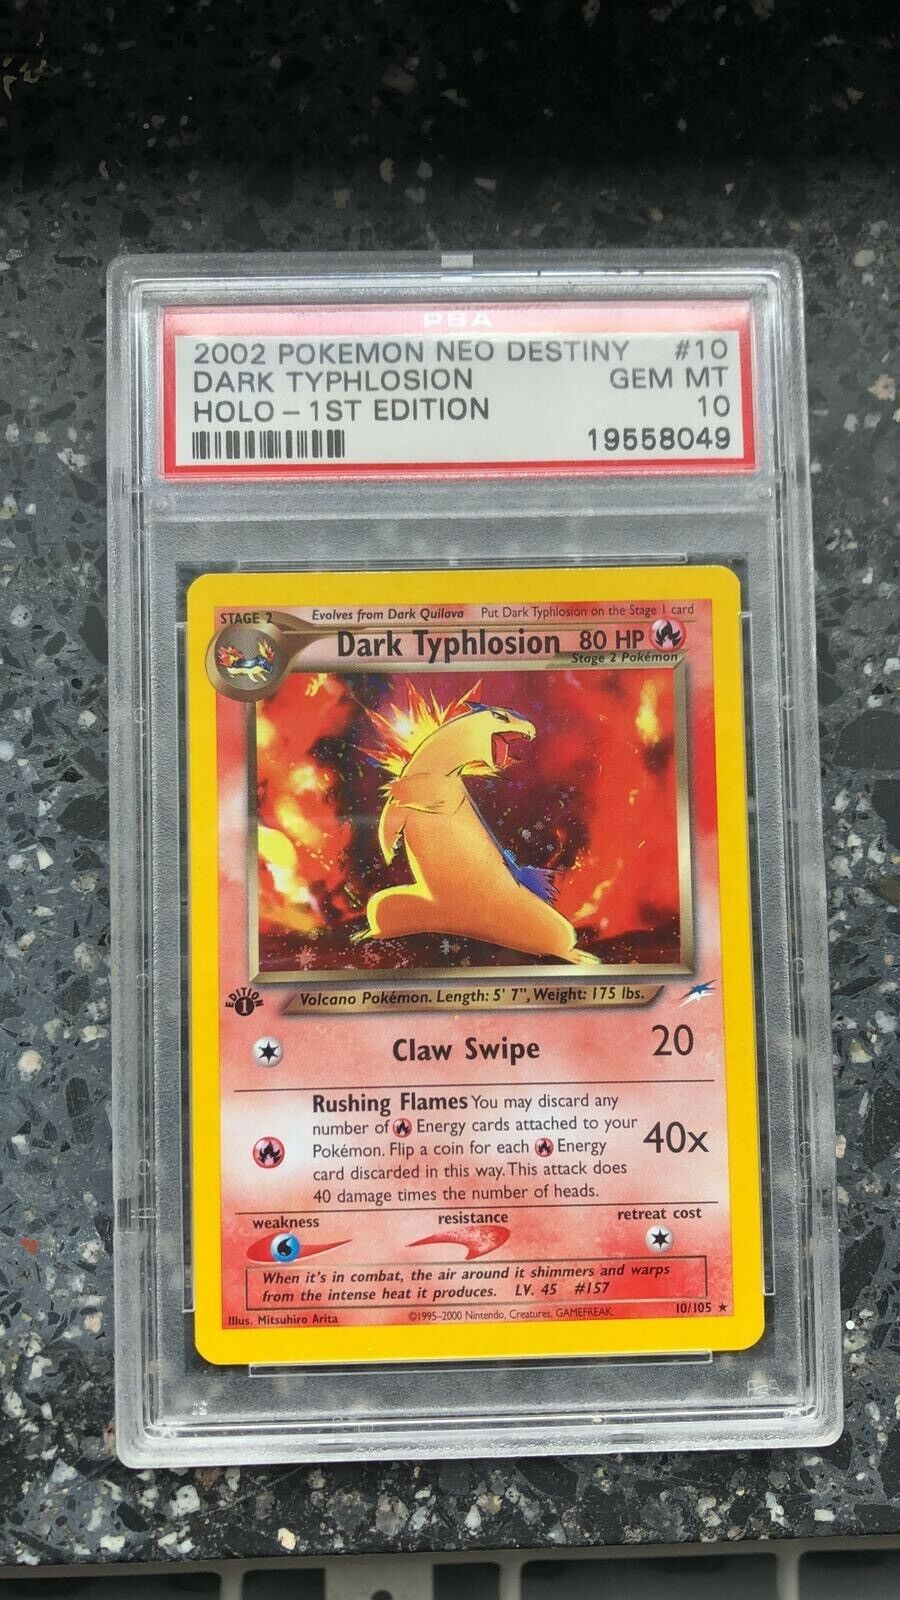 PSA
2002 POKEMON NEO DESTINY #10
DARK TYPHLOSION GEM MT
HOLO – 1ST EDITION 10
19558049
STAGE 2 Evolves from Dark Quilava Put Dark Typhlosion on the Stage 1 card
Dark Typhlosion 80 HP
Stage 2 Pokémon
EDITION
1
Volcano Pokémon. Length: 5' 7", Weight: 175 lbs.
Claw Swipe 20
Rushing Flames You may discard any
number of Energy cards attached to your
Pokémon. Flip a coin for each Energy
card discarded in this way. This attack does
40 damage times the number of heads.
40x
weakness resistance retreat cost
When it's in combat, the air around it shimmers and warps
from the intense heat it produces. LV. 45 #157
Illus. Mitsuhiro Arita ©1995–2000 Nintendo, Creatures, GAMEFREAK. 10/105 ★
PSA